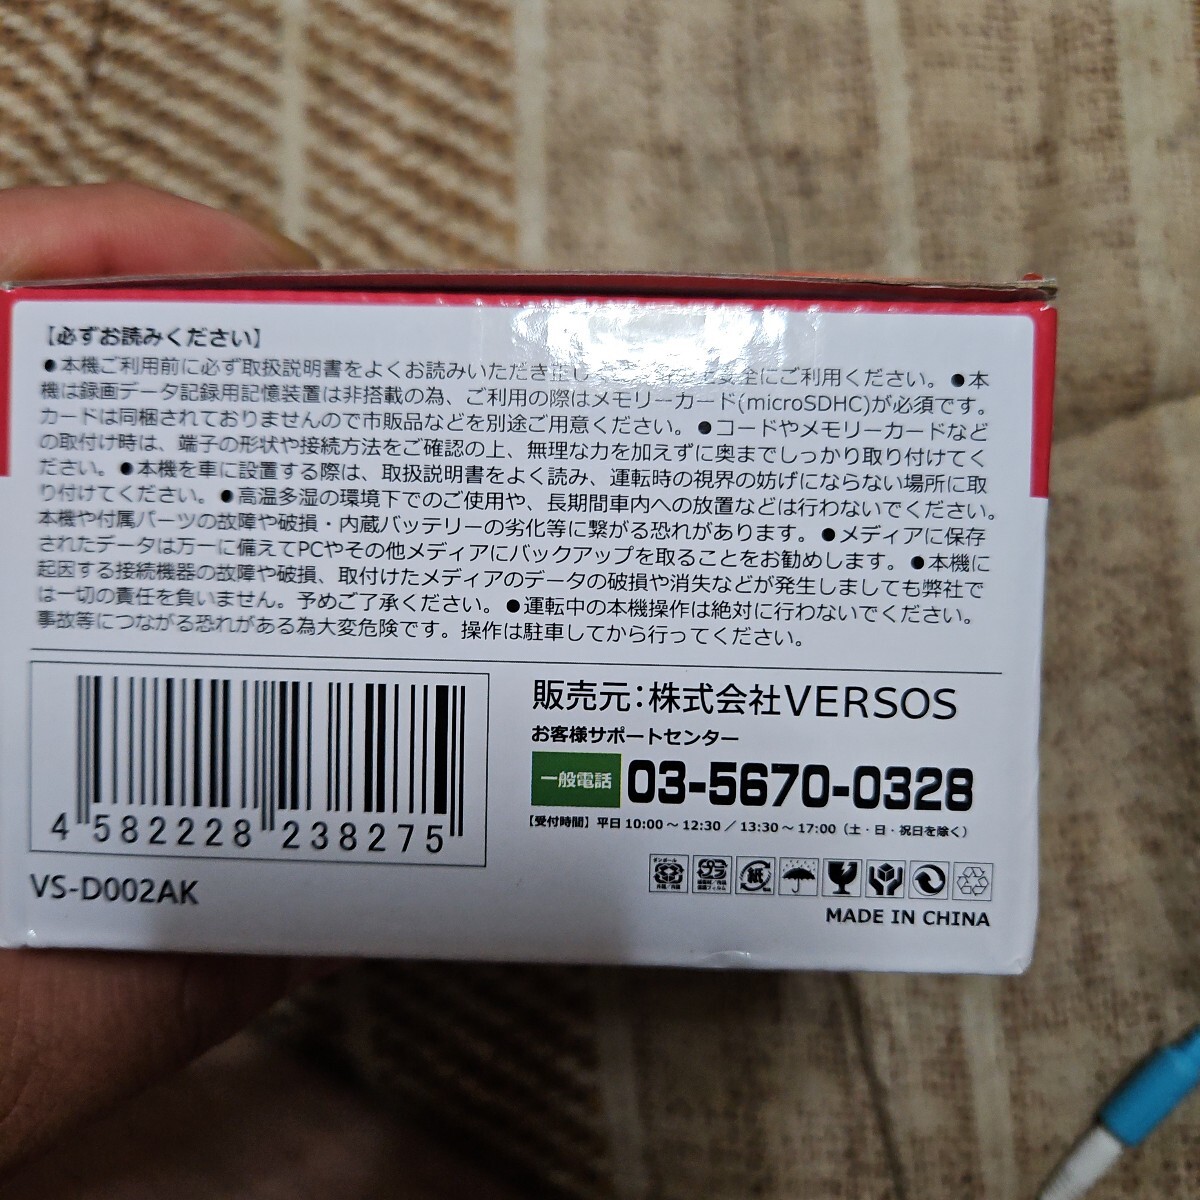 【必ずお読みください】
●本機ご利用前に必ず取扱説明書をよくお読みいただき正し 安全にご利用ください。●本
機は録画データ記録用記憶装置は非搭載の為、ご利用の際はメモリーカード(microSDHC)が必須です。
カードは同梱されておりませんので市販品などを別途ご用意ください。●コードやメモリーカードなど
の取付け時は、端子の形状や接続方法をご確認の上、無理な力を加えずに奥までしっかり取り付けてく
ださい。●本機を車に設置する際は、取扱説明書をよく読み、運転時の視界の妨げにならない場所に取
り付けてください。●高温多湿の環境下でのご使用や、長期間車内への放置などは行わないでください。
本機や付属パーツの故障や破損・内蔵バッテリーの劣化等に繋がる恐れがあります。●メディアに保存
されたデータは万一に備えてPCやその他メディアにバックアップを取ることをお勧めします。●本機に
起因する接続機器の故障や破損、取付けたメディアのデータの破損や消失などが発生しましても弊社で
は一切の責任を負いません。予めご了承ください。●運転中の本機操作は絶対に行わないでください。
事故等につながる恐れがある為大変危険です。操作は駐車してから行ってください。
4 582228 238275
VS-D002AK
販売元:株式会社VERSOS
お客様サポートセンター
一般電話 03-5670-0328
【受付時間】平日 10:00～12:30／13:30～17:00（土・日・祝日を除く）
紙
MADE IN CHINA